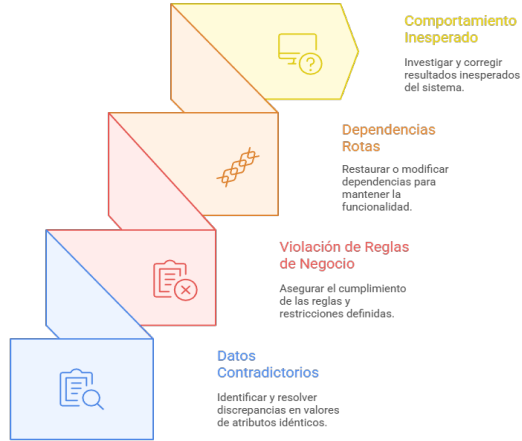 Comportamiento
Inesperado
Investigar y corregir
resultados inesperados
del sistema.
Dependencias
Rotas
Restaurar o modificar
dependencias para
mantener la
funcionalidad.
Violación de Reglas
de Negocio
Asegurar el cumplimiento
de las reglas y
restricciones definidas.
Datos
Contradictorios
Identificar y resolver
discrepancias en valores
de atributos idénticos.